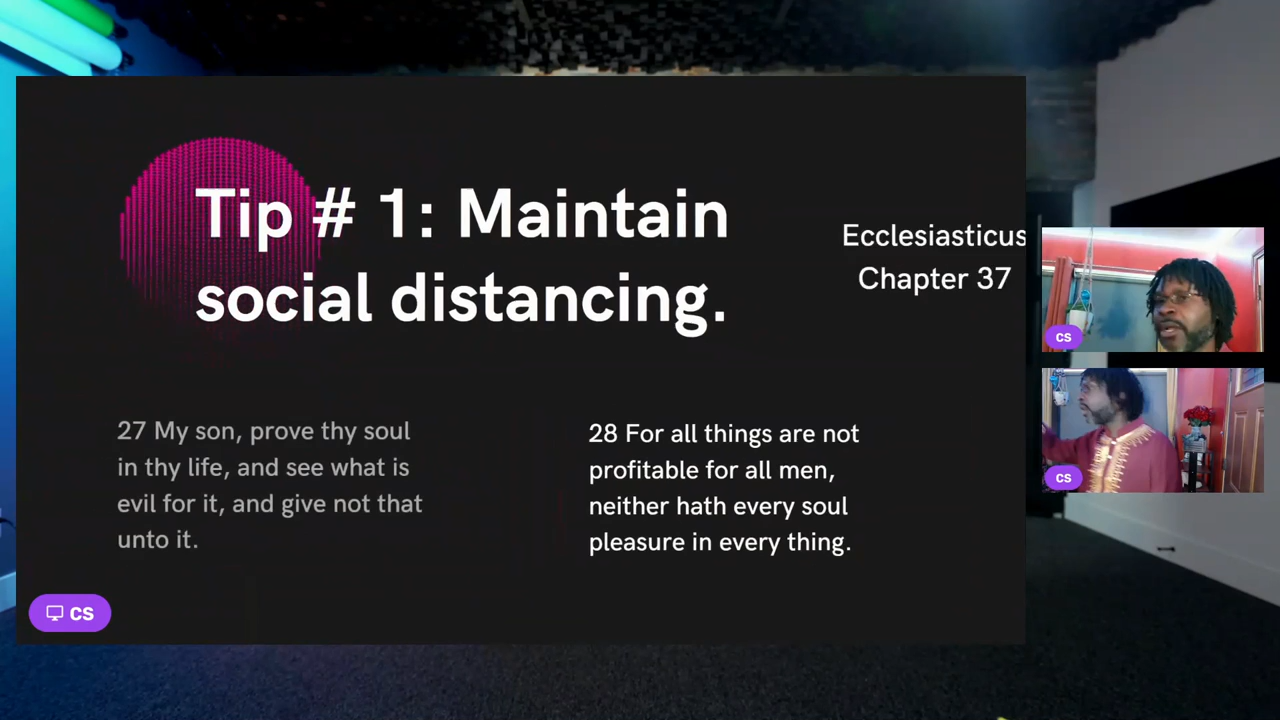 Tip # 1: Maintain
social distancing.
Ecclesiasticus
Chapter 37
27 My son, prove thy soul
in thy life, and see what is
evil for it, and give not that
unto it.
28 For all things are not
profitable for all men,
neither hath every soul
pleasure in every thing.
CS
CS
CS